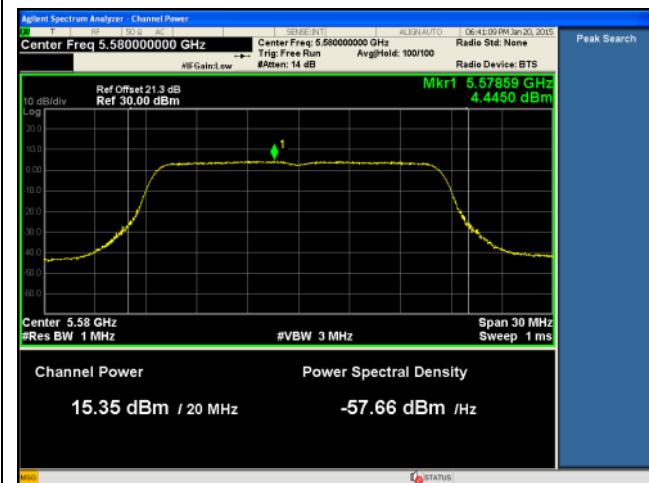 Agilent Spectrum Analyzer - Channel Power
T RF 50 Ω AC SENSE:INT ALIGNAUTO 06:41:09 PM Jan 20, 2015
Center Freq 5.580000000 GHz
Center Freq: 5.580000000 GHz
Radio Std: None
Trig: Free Run Avg|Hold: 100/100
#IFGain:Low #Atten: 14 dB Radio Device: BTS
Peak Search
Mkr1 5.57859 GHz
4.4450 dBm
Ref Offset 21.3 dB
10 dB/div Ref 30.00 dBm
Log
20.0
10.0
0.00
-10.0
-20.0
-30.0
-40.0
-50.0
-60.0
1
Center 5.58 GHz Span 30 MHz
#Res BW 1 MHz #VBW 3 MHz Sweep 1 ms
Channel Power Power Spectral Density
15.35 dBm / 20 MHz -57.66 dBm /Hz
MSG STATUS